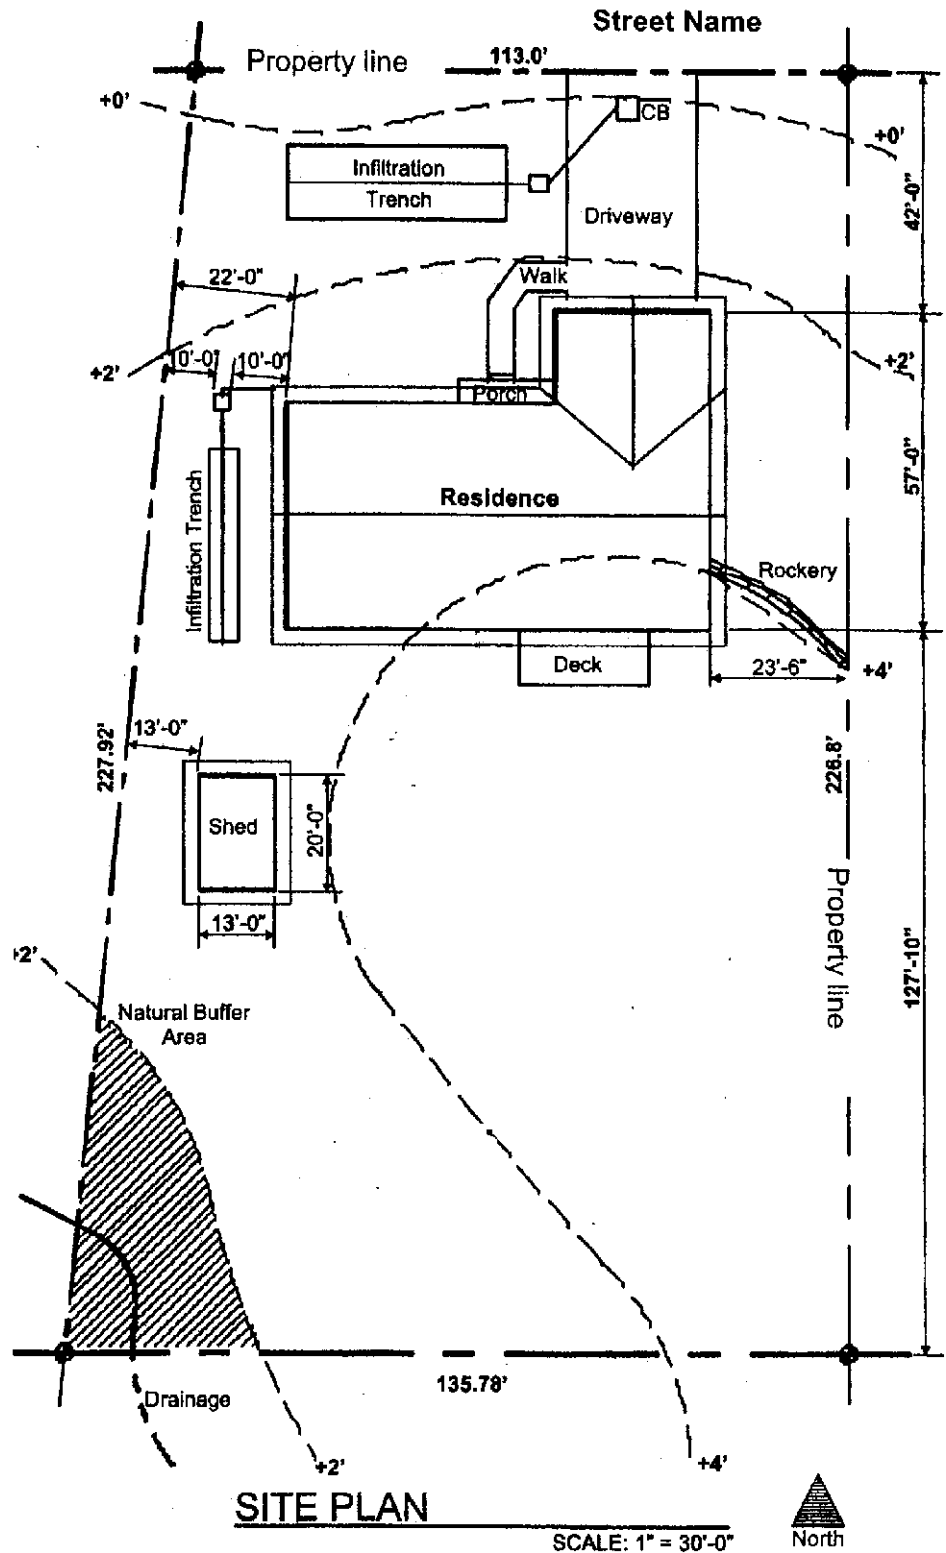 Street Name
Property line
113.0'
+0'
CB
+0'
Infiltration
Trench
Driveway
42'-0"
22'-0"
Walk
+2'
10'-0"
10'-0"
+2'
Porch
57'-0"
Residence
Infiltration Trench
Rockery
Deck
23'-6"
+4'
13'-0"
227.92'
226.8'
Shed
20'-0"
13'-0"
Property line
127'-10"
+2'
Natural Buffer
Area
135.78'
Drainage
+2'
+4'
SITE PLAN
SCALE: 1" = 30'-0"
North